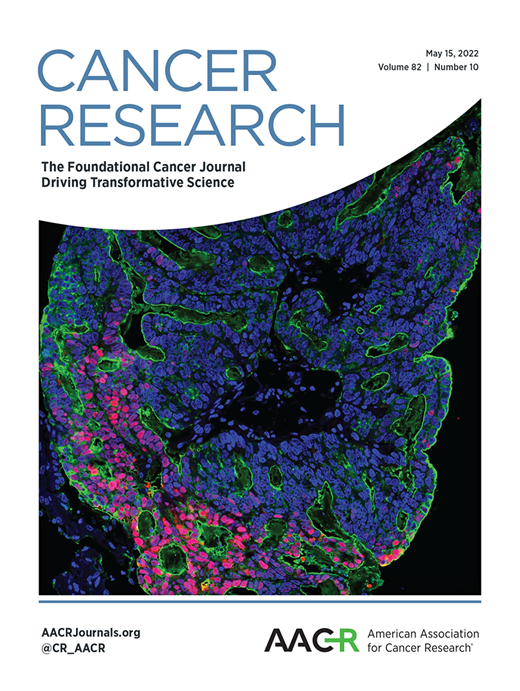 May 15, 2022
Volume 82 | Number 10
CANCER
RESEARCH
The Foundational Cancer Journal
Driving Transformative Science
AACRJournals.org
@CR_AACR
AACR
American Association
for Cancer Research®